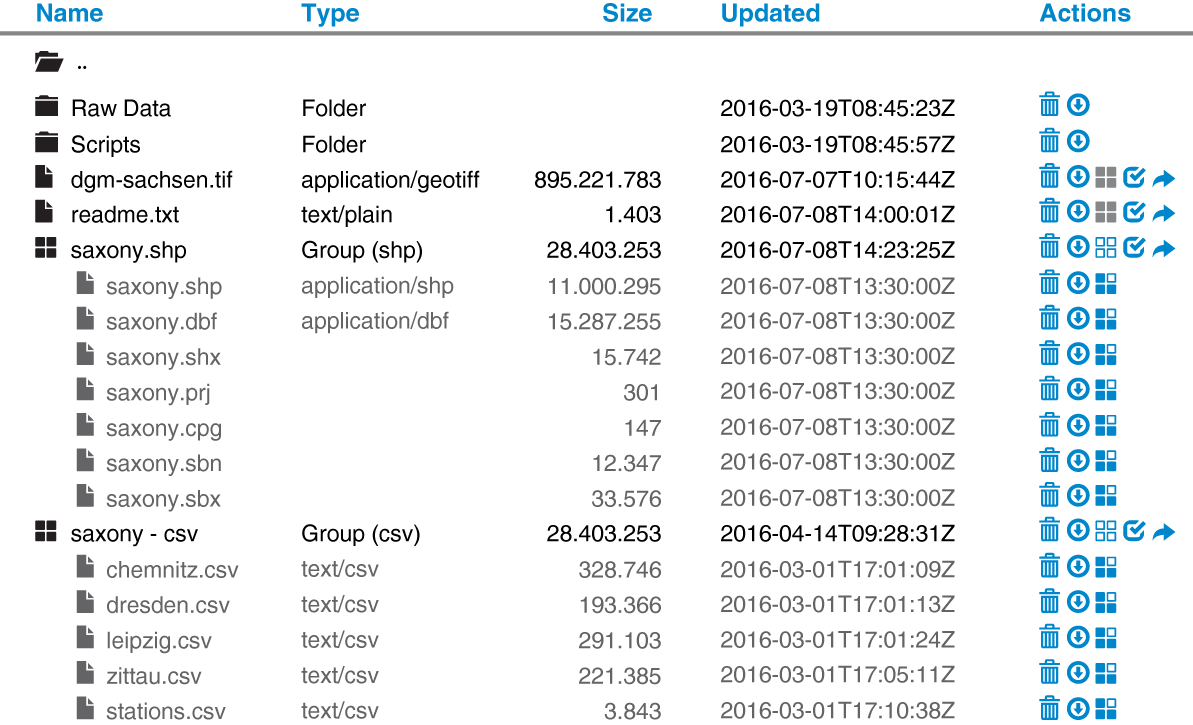 Name Type Size Updated Actions
..
Raw Data Folder 2016-03-19T08:45:23Z
Scripts Folder 2016-03-19T08:45:57Z
dgm-sachsen.tif application/geotiff 895.221.783 2016-07-07T10:15:44Z
readme.txt text/plain 1.403 2016-07-08T14:00:01Z
saxony.shp Group (shp) 28.403.253 2016-07-08T14:23:25Z
saxony.shp application/shp 11.000.295 2016-07-08T13:30:00Z
saxony.dbf application/dbf 15.287.255 2016-07-08T13:30:00Z
saxony.shx 15.742 2016-07-08T13:30:00Z
saxony.prj 301 2016-07-08T13:30:00Z
saxony.cpg 147 2016-07-08T13:30:00Z
saxony.sbn 12.347 2016-07-08T13:30:00Z
saxony.sbx 33.576 2016-07-08T13:30:00Z
saxony - csv Group (csv) 28.403.253 2016-04-14T09:28:31Z
chemnitz.csv text/csv 328.746 2016-03-01T17:01:09Z
dresden.csv text/csv 193.366 2016-03-01T17:01:13Z
leipzig.csv text/csv 291.103 2016-03-01T17:01:24Z
zittau.csv text/csv 221.385 2016-03-01T17:05:11Z
stations.csv text/csv 3.843 2016-03-01T17:10:38Z